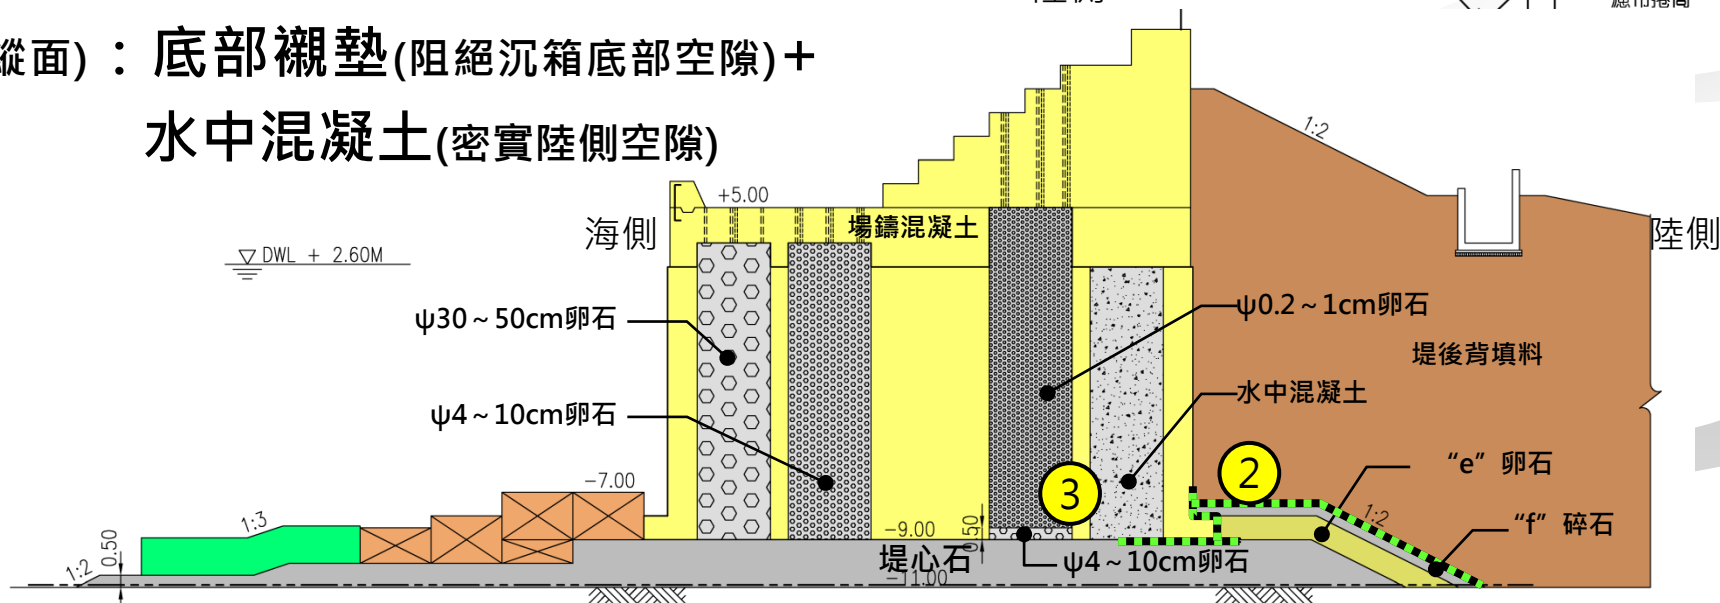 縱面)：底部襯墊(阻絕沉箱底部空隙)+
水中混凝土(密實陸側空隙)
1:2
+5.00
海側
場鑄混凝土
陸側
DWL + 2.60M
ψ30～50cm卵石
ψ0.2～1cm卵石
堤後背填料
水中混凝土
ψ4～10cm卵石
“e” 卵石
-7.00
3
2
1:3
1:2
“f” 碎石
-9.00
0.50
0.50
堤心石
ψ4～10cm卵石
1:2
-11.00